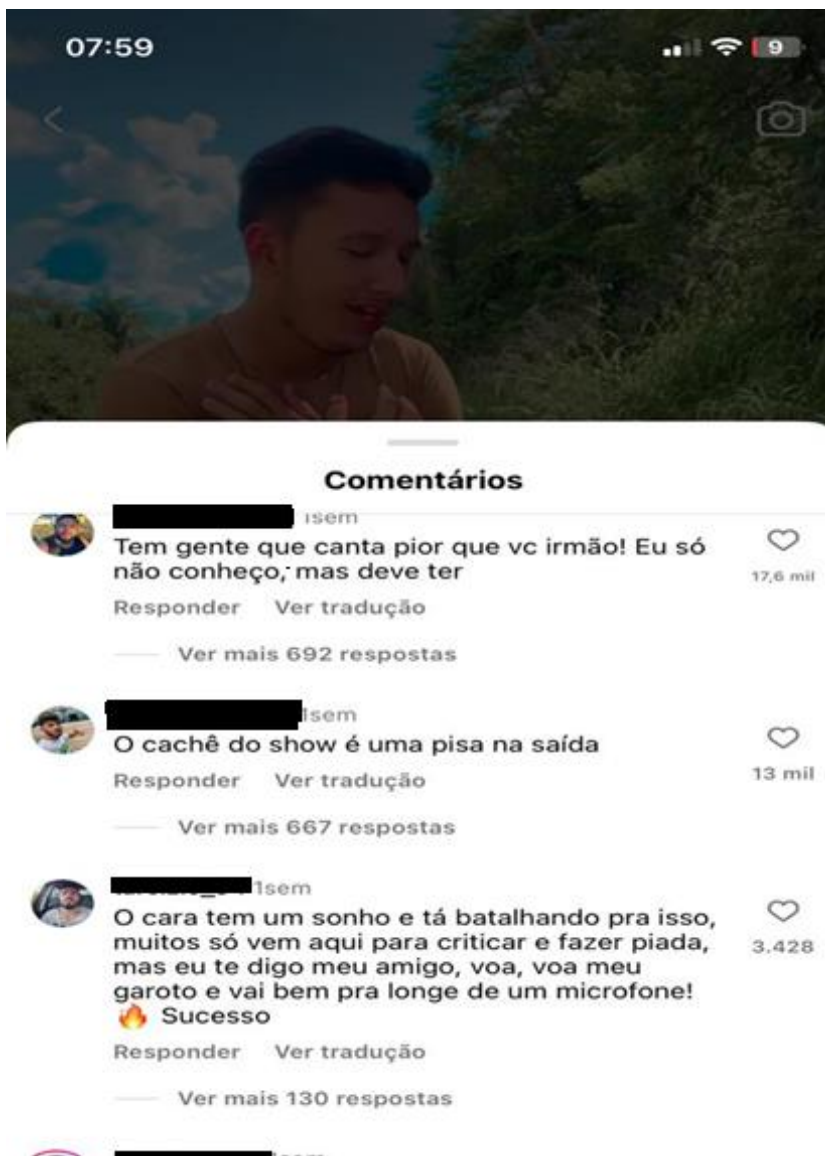 07:59
9
Comentários
1sem
Tem gente que canta pior que vc irmão! Eu só
não conheço, mas deve ter
17,6 mil
Responder Ver tradução
Ver mais 692 respostas
1sem
O cachê do show é uma pisa na saída
13 mil
Responder Ver tradução
Ver mais 667 respostas
1sem
O cara tem um sonho e tá batalhando pra isso,
muitos só vem aqui para criticar e fazer piada,
mas eu te digo meu amigo, voa, voa meu
garoto e vai bem pra longe de um microfone!
🔥 Sucesso
3.428
Responder Ver tradução
Ver mais 130 respostas